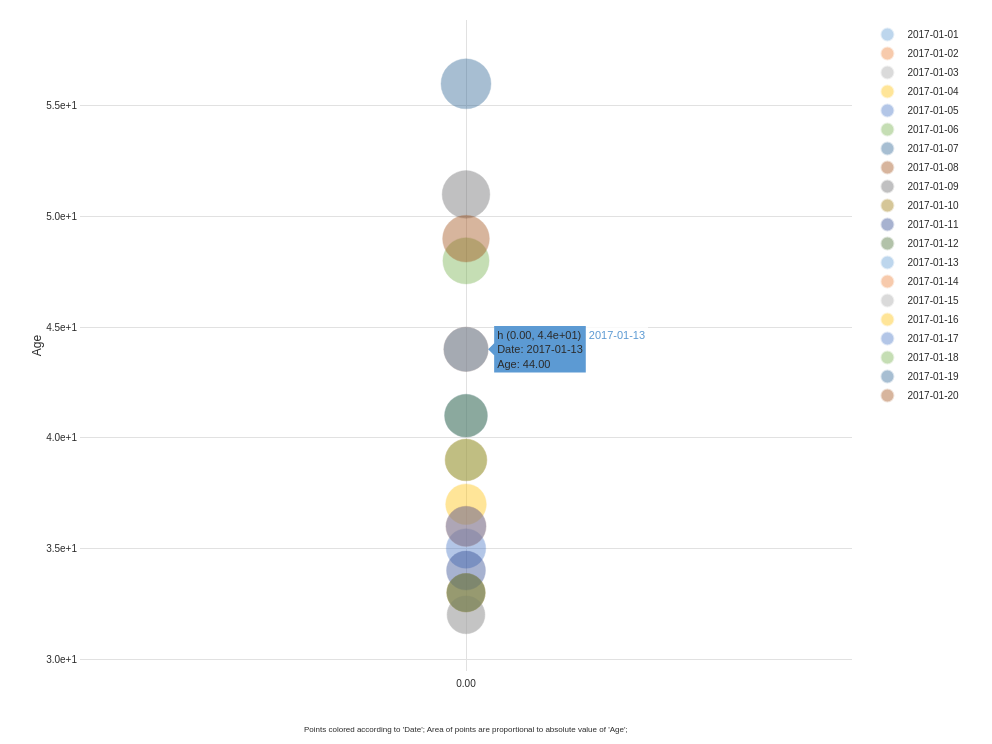 5.5e+1
5.0e+1
4.5e+1
4.0e+1
3.5e+1
3.0e+1
Age
h (0.00, 4.4e+01) 2017-01-13
Date: 2017-01-13
Age: 44.00
0.00
2017-01-01
2017-01-02
2017-01-03
2017-01-04
2017-01-05
2017-01-06
2017-01-07
2017-01-08
2017-01-09
2017-01-10
2017-01-11
2017-01-12
2017-01-13
2017-01-14
2017-01-15
2017-01-16
2017-01-17
2017-01-18
2017-01-19
2017-01-20
Points colored according to 'Date'; Area of points are proportional to absolute value of 'Age';